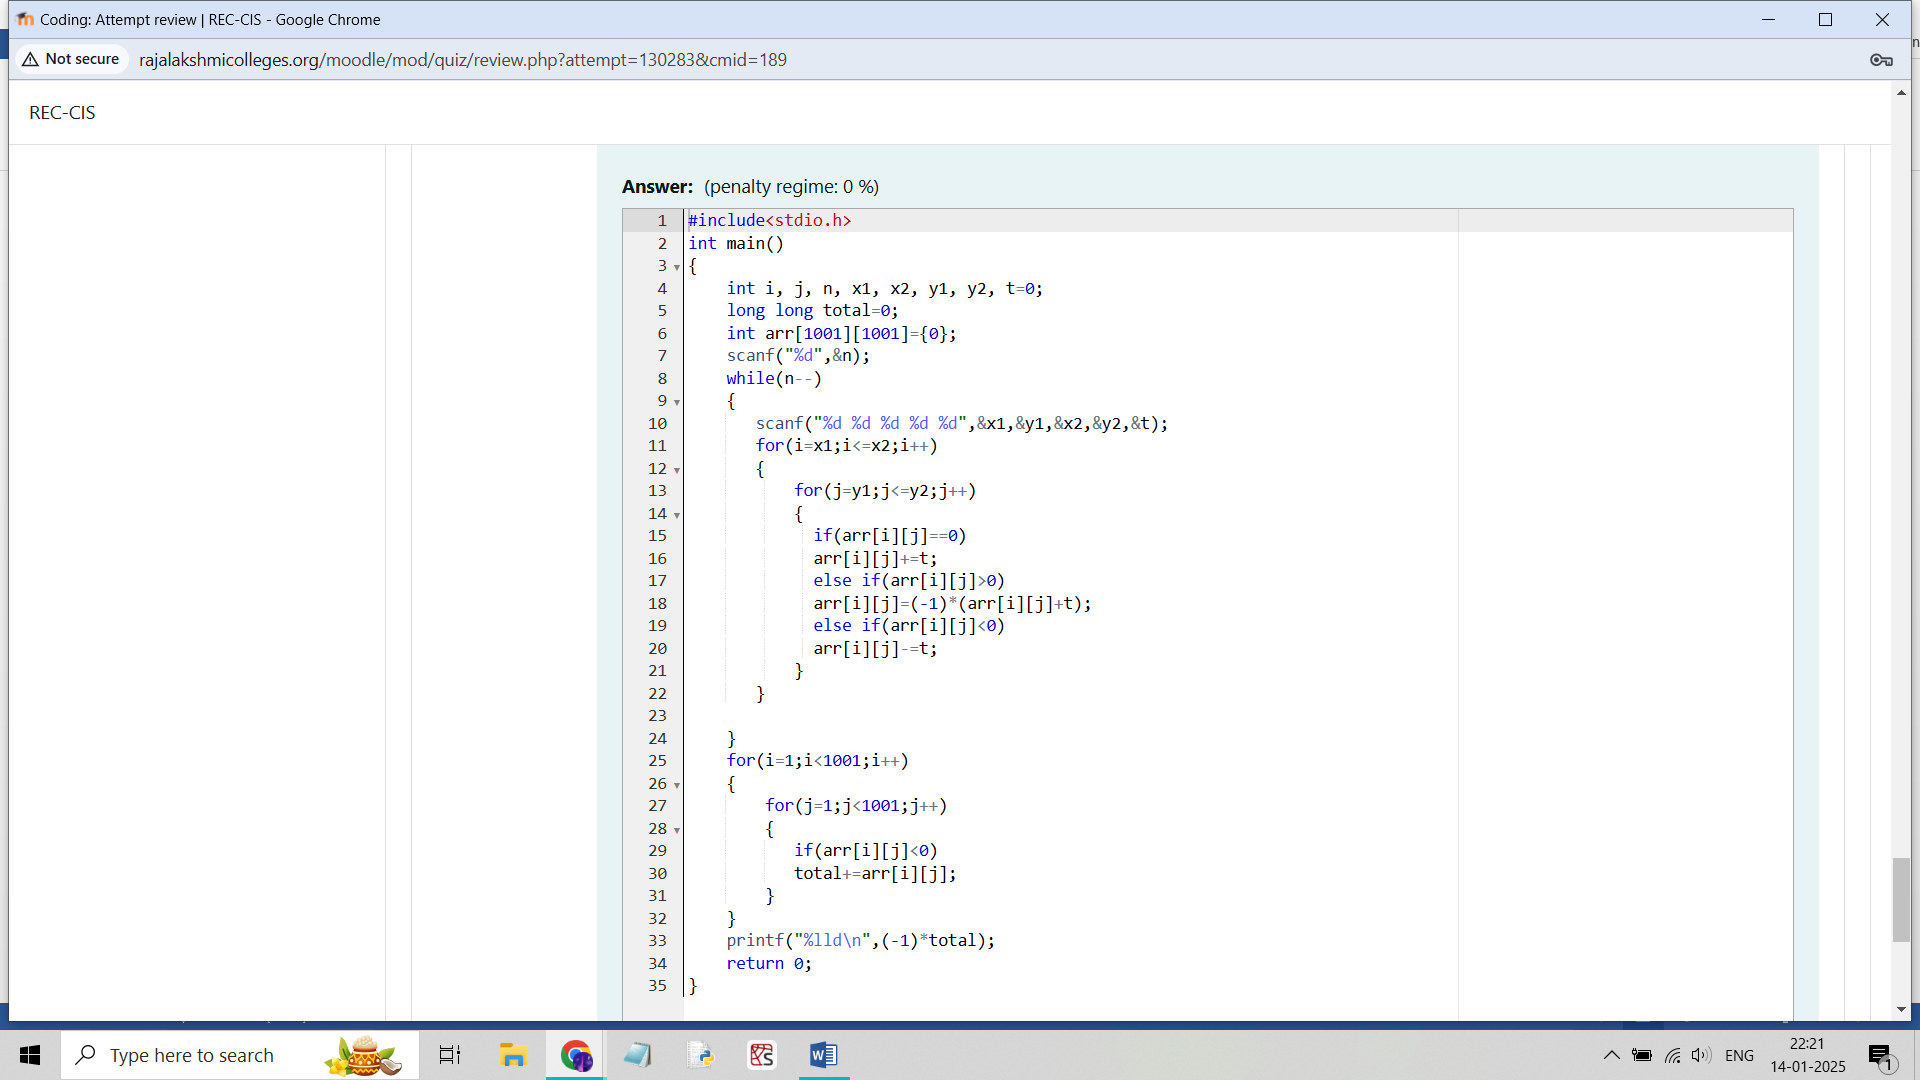 Coding: Attempt review | REC-CIS - Google Chrome
Not secure rajalakshmicolleges.org/moodle/mod/quiz/review.php?attempt=130283&cmid=189
REC-CIS
Answer: (penalty regime: 0 %)
1 #include<stdio.h>
2 int main()
3 {
4 int i, j, n, x1, x2, y1, y2, t=0;
5 long long total=0;
6 int arr[1001][1001]={0};
7 scanf("%d",&n);
8 while(n--)
9 {
10 scanf("%d %d %d %d %d",&x1,&y1,&x2,&y2,&t);
11 for(i=x1;i<=x2;i++)
12 {
13 for(j=y1;j<=y2;j++)
14 {
15 if(arr[i][j]==0)
16 arr[i][j]+=t;
17 else if(arr[i][j]>0)
18 arr[i][j]=(-1)*(arr[i][j]+t);
19 else if(arr[i][j]<0)
20 arr[i][j]-=t;
21 }
22 }
23
24 }
25 for(i=1;i<1001;i++)
26 {
27 for(j=1;j<1001;j++)
28 {
29 if(arr[i][j]<0)
30 total+=arr[i][j];
31 }
32 }
33 printf("%lld\n",(-1)*total);
34 return 0;
35 }
Type here to search
ENG
22:21
14-01-2025
1